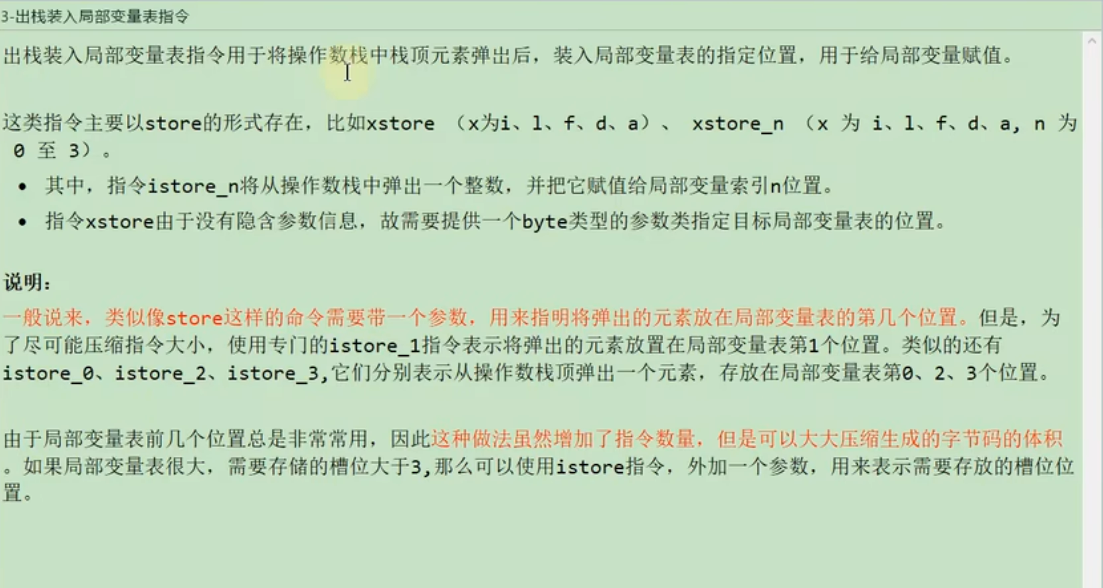 3-出栈装入局部变量表指令
出栈装入局部变量表指令用于将操作数栈中栈顶元素弹出后，装入局部变量表的指定位置，用于给局部变量赋值。
这类指令主要以store的形式存在，比如xstore （x为i、l、f、d、a）、 xstore_n （x 为 i、l、f、d、a, n 为
0 至 3）。
• 其中，指令istore_n将从操作数栈中弹出一个整数，并把它赋值给局部变量索引n位置。
• 指令xstore由于没有隐含参数信息，故需要提供一个byte类型的参数类指定目标局部变量表的位置。
说明：
一般说来，类似像store这样的命令需要带一个参数，用来指明将弹出的元素放在局部变量表的第几个位置。但是，为
了尽可能压缩指令大小，使用专门的istore_1指令表示将弹出的元素放置在局部变量表第1个位置。类似的还有
istore_0、istore_2、istore_3,它们分别表示从操作数栈顶弹出一个元素，存放在局部变量表第0、2、3个位置。
由于局部变量表前几个位置总是非常常用，因此这种做法虽然增加了指令数量，但是可以大大压缩生成的字节码的体积
。如果局部变量表很大，需要存储的槽位大于3,那么可以使用istore指令，外加一个参数，用来表示需要存放的槽位位
置。